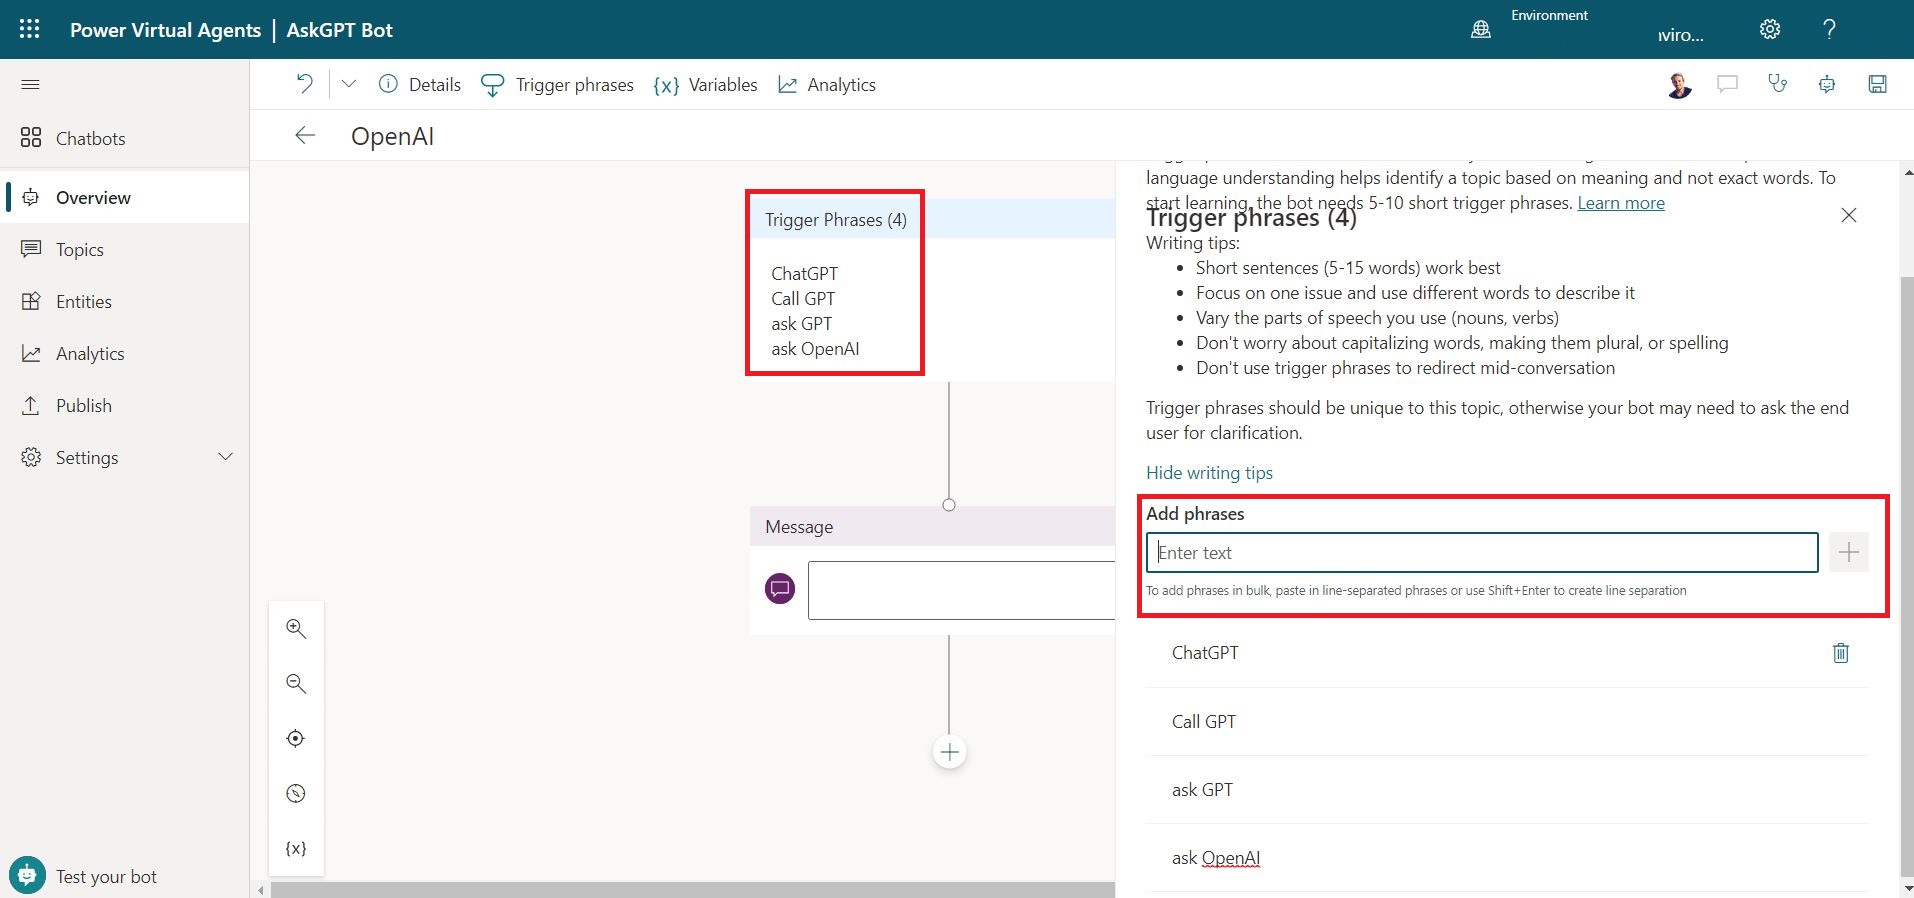 Power Virtual Agents | AskGPT Bot
Environment
nviro...
?
Details
Trigger phrases
{x} Variables
Analytics
Chatbots
Overview
Topics
Entities
Analytics
Publish
Settings
Test your bot
OpenAI
Trigger Phrases (4)
ChatGPT
Call GPT
ask GPT
ask OpenAI
Message
{x}
language understanding helps identify a topic based on meaning and not exact words. To
start learning, the bot needs 5-10 short trigger phrases. Learn more
Trigger phrases (4)
Writing tips:
Short sentences (5-15 words) work best
Focus on one issue and use different words to describe it
Vary the parts of speech you use (nouns, verbs)
Don't worry about capitalizing words, making them plural, or spelling
Don't use trigger phrases to redirect mid-conversation
Trigger phrases should be unique to this topic, otherwise your bot may need to ask the end
user for clarification.
Hide writing tips
Add phrases
Enter text
To add phrases in bulk, paste in line-separated phrases or use Shift+Enter to create line separation
ChatGPT
Call GPT
ask GPT
ask OpenAI